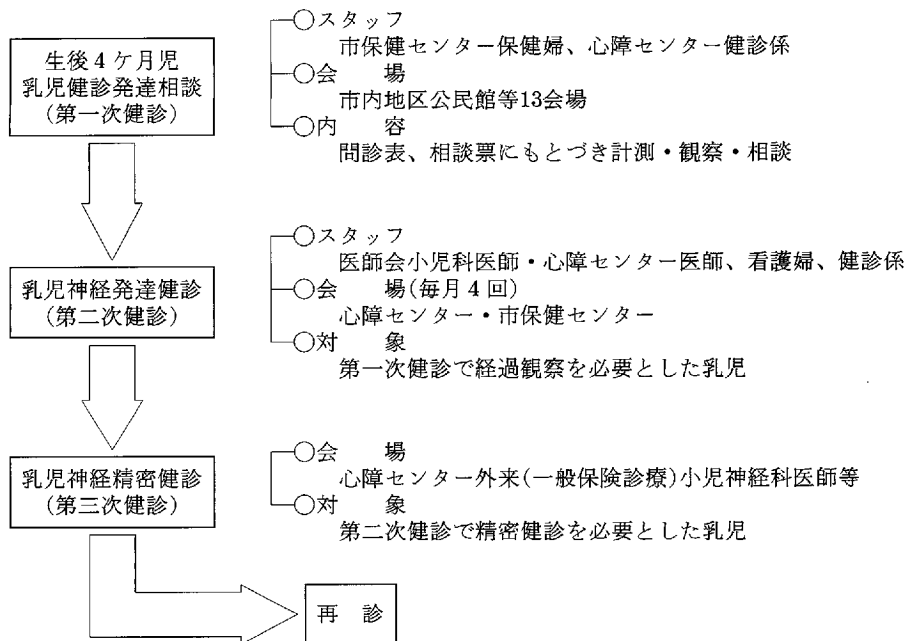 生後4ケ月児
乳児健診発達相談
(第一次健診)
○スタッフ
市保健センター保健婦、心障センター健診係
○会　　場
市内地区公民館等13会場
○内　　容
問診表、相談票にもとづき計測・観察・相談
乳児神経発達健診
(第二次健診)
○スタッフ
医師会小児科医師・心障センター医師、看護婦、健診係
○会　　場(毎月4回)
心障センター・市保健センター
○対　　象
第一次健診で経過観察を必要とした乳児
乳児神経精密健診
(第三次健診)
○会　　場
心障センター外来(一般保険診療)小児神経科医師等
○対　　象
第二次健診で精密健診を必要とした乳児
再　診